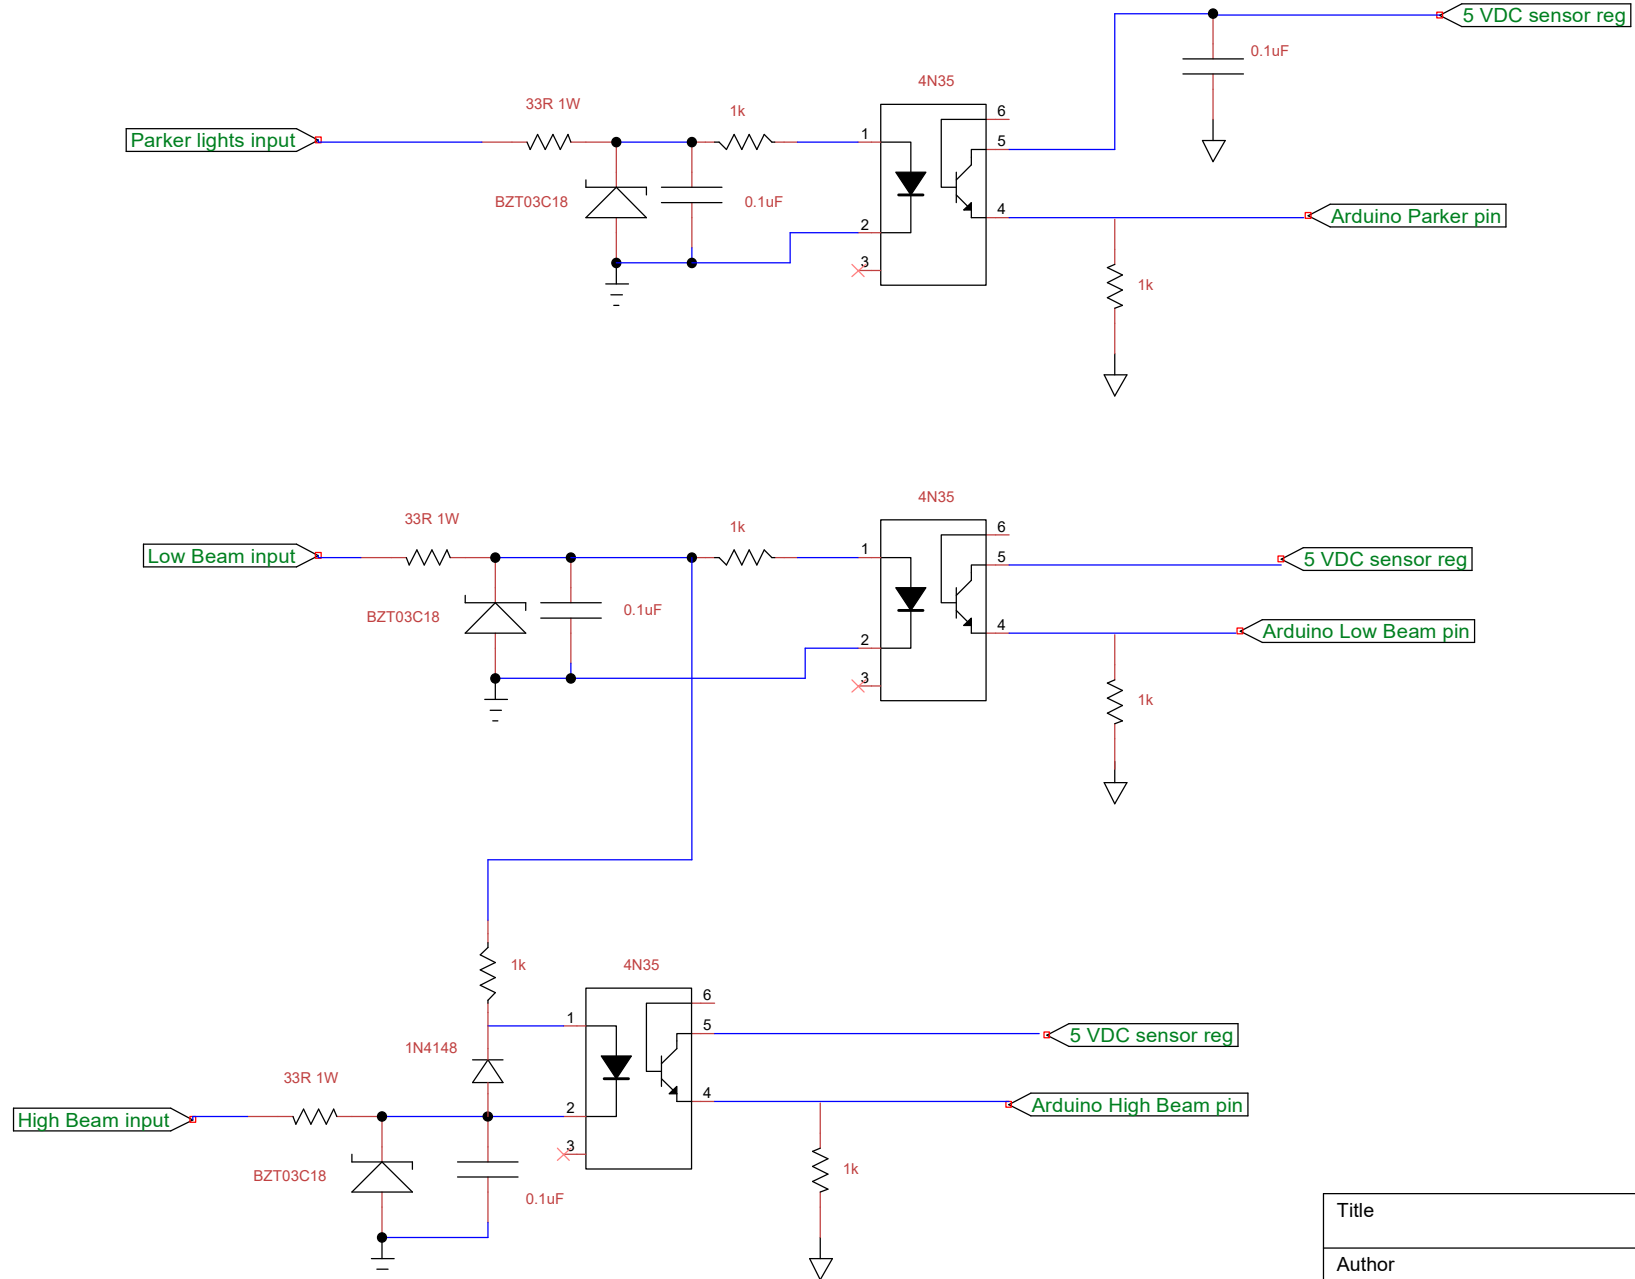 5 VDC sensor reg
0.1uF
4N35
33R 1W
1k
6
Parker lights input
1
5
BZT03C18
0.1uF
2
4
Arduino Parker pin
3
1k
4N35
33R 1W
1k
6
Low Beam input
1
5
5 VDC sensor reg
BZT03C18
0.1uF
2
4
Arduino Low Beam pin
3
1k
1k
4N35
6
1
5
5 VDC sensor reg
1N4148
33R 1W
4
Arduino High Beam pin
High Beam input
2
3
BZT03C18
0.1uF
1k
Title
Author